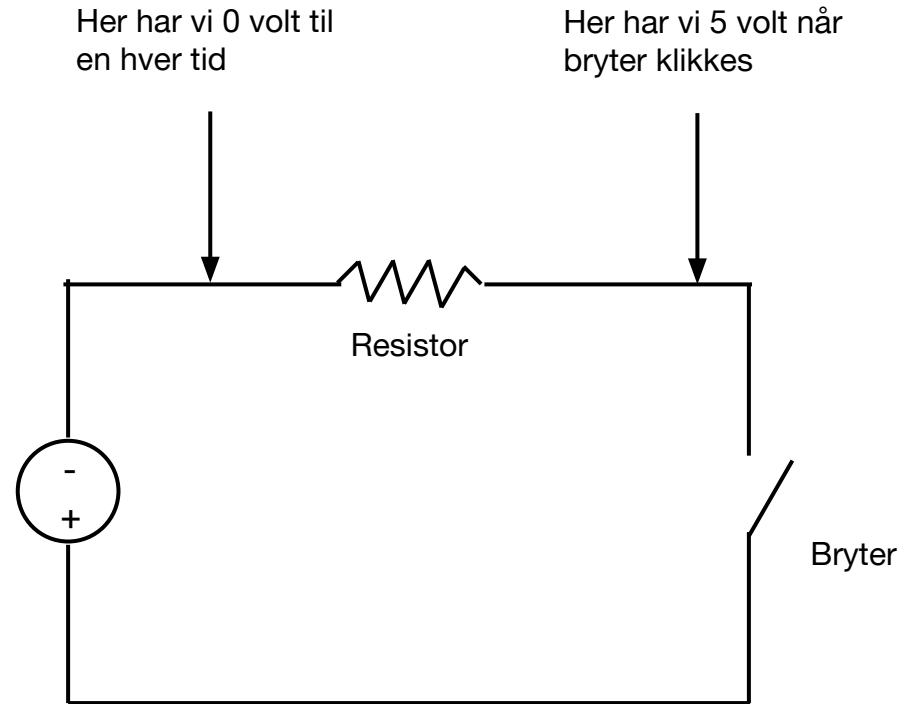 Her har vi 0 volt til
en hver tid
Her har vi 5 volt når
bryter klikkes
Resistor
-
+
Bryter